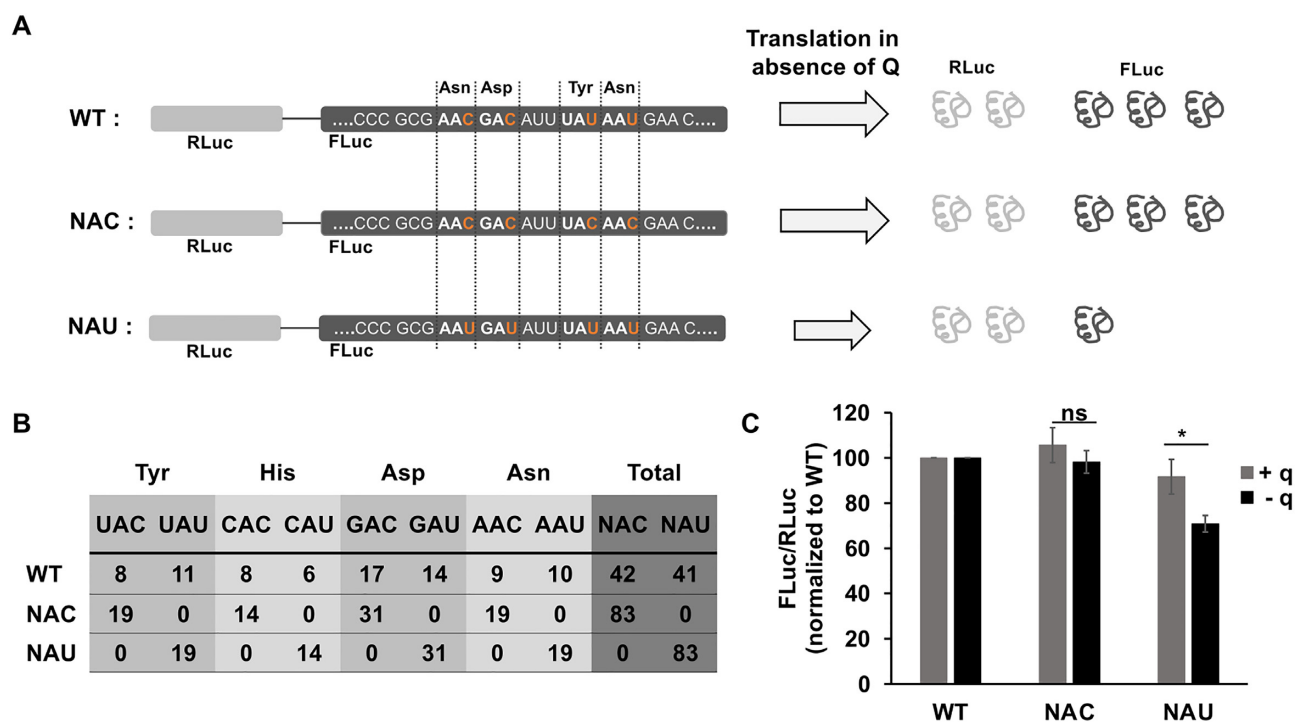 A
Translation in
absence of Q
RLuc
FLuc
Asn Asp Tyr Asn
WT :
....CCC GCG AAC GAC AUU UAU AAU GAA C....
RLuc
FLuc
NAC :
....CCC GCG AAC GAC AUU UAC AAC GAA C....
RLuc
FLuc
NAU :
....CCC GCG AAU GAU AUU UAU AAU GAA C....
RLuc
FLuc
B
Tyr His Asp Asn Total
UAC UAU CAC CAU GAC GAU AAC AAU NAC NAU
WT 8 11 8 6 17 14 9 10 42 41
NAC 19 0 14 0 31 0 19 0 83 0
NAU 0 19 0 14 0 31 0 19 0 83
C
FLuc/RLuc
(normalized to WT)
120
100
80
60
40
20
0
ns
*
+ q
- q
WT NAC NAU